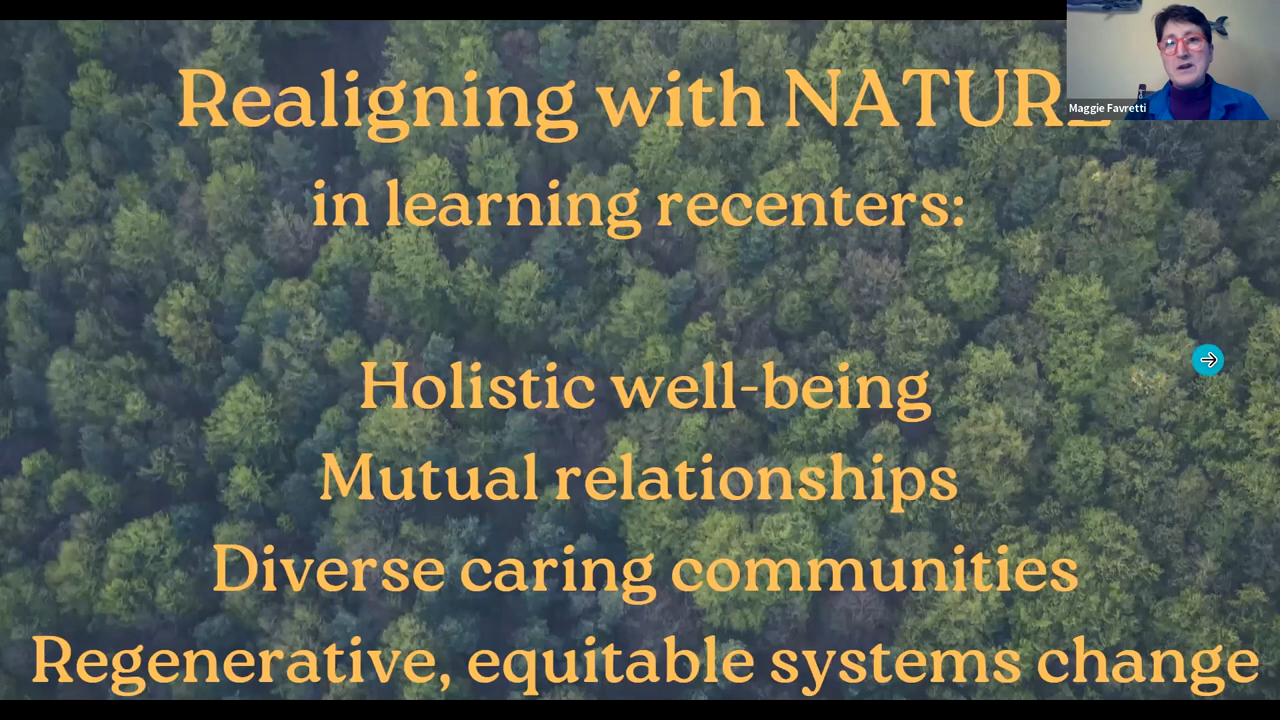 Realigning with NATURE
Maggie Favretti
in learning recenters:
Holistic well-being
Mutual relationships
Diverse caring communities
Regenerative, equitable systems change